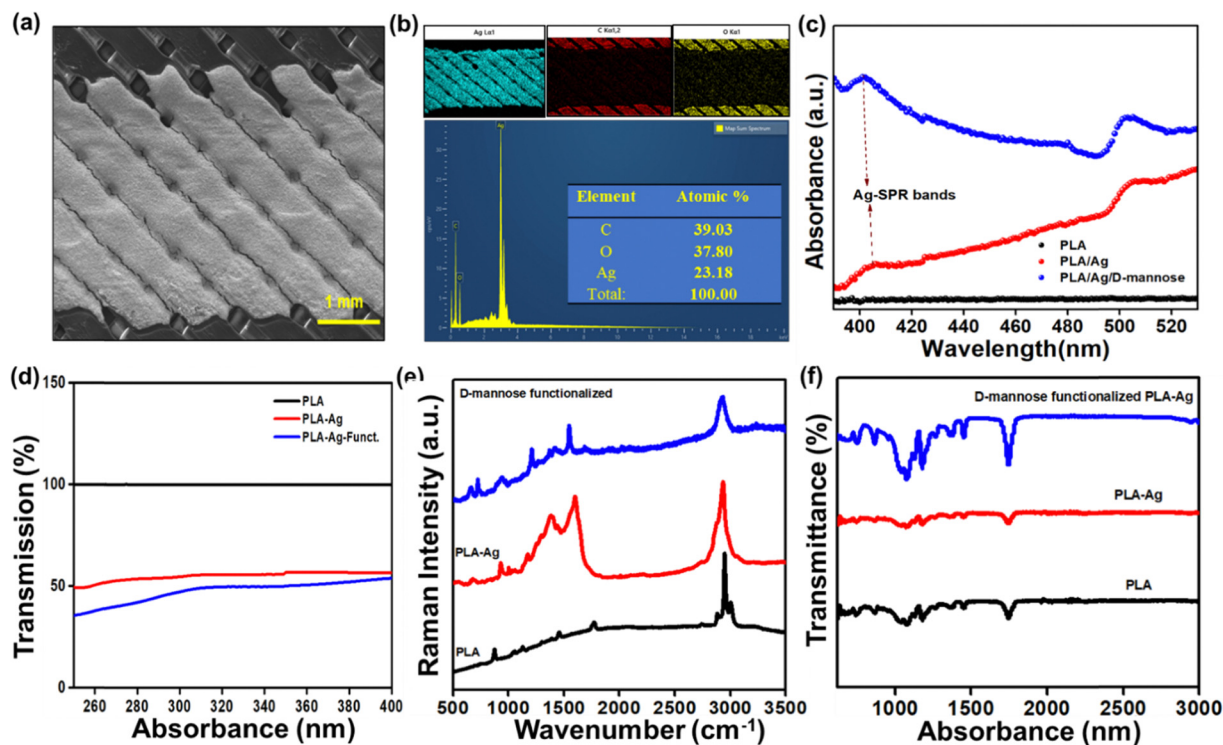 (a)
1 mm
(b)
Ag Lα1
C Kα1,2
O Kα1
Map Sum Spectrum
Ag
Element Atomic %
C 39.03
O 37.80
Ag 23.18
Total: 100.00
(c)
Absorbance (a.u.)
Ag-SPR bands
PLA
PLA/Ag
PLA/Ag/D-mannose
390 420 440 460 480 500 520
Wavelength(nm)
(d)
Transmission (%)
150
100
50
0
PLA
PLA-Ag
PLA-Ag-Funct.
260 280 300 320 340 360 380 400
Absorbance (nm)
(e)
Raman Intensity (a.u.)
D-mannose functionalized
PLA-Ag
PLA
500 1000 1500 2000 2500 3000 3500
Wavenumber (cm⁻¹)
(f)
Transmittance (%)
D-mannose functionalized PLA-Ag
PLA-Ag
PLA
1000 1500 2000 2500 3000
Absorbance (nm)